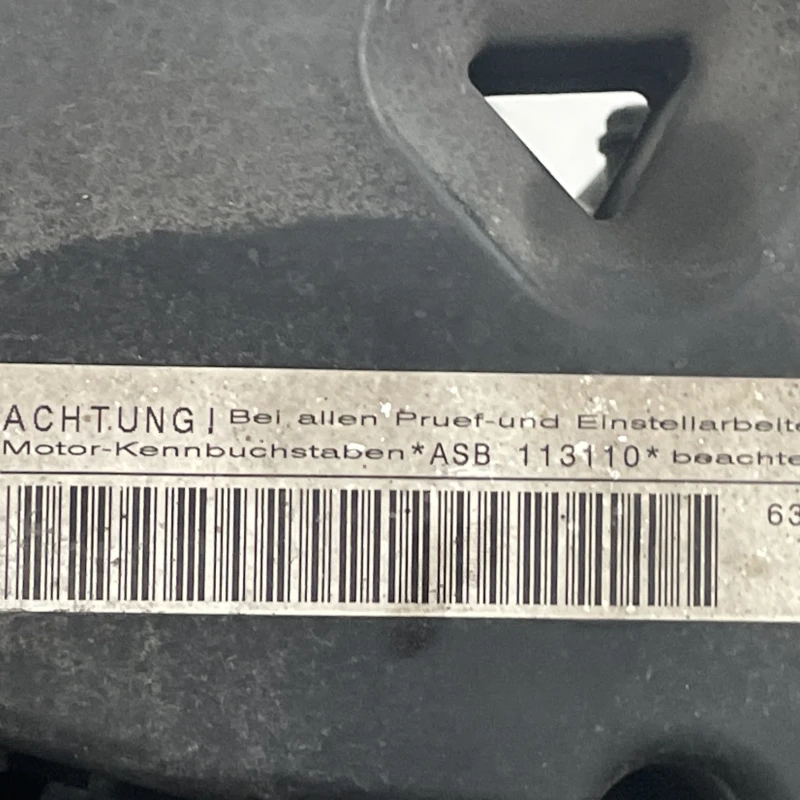 ACHTUNG! Bei allen Pruef-und Einstellarbeite
Motor-Kennbuchstaben *ASB 113110* beachte
63